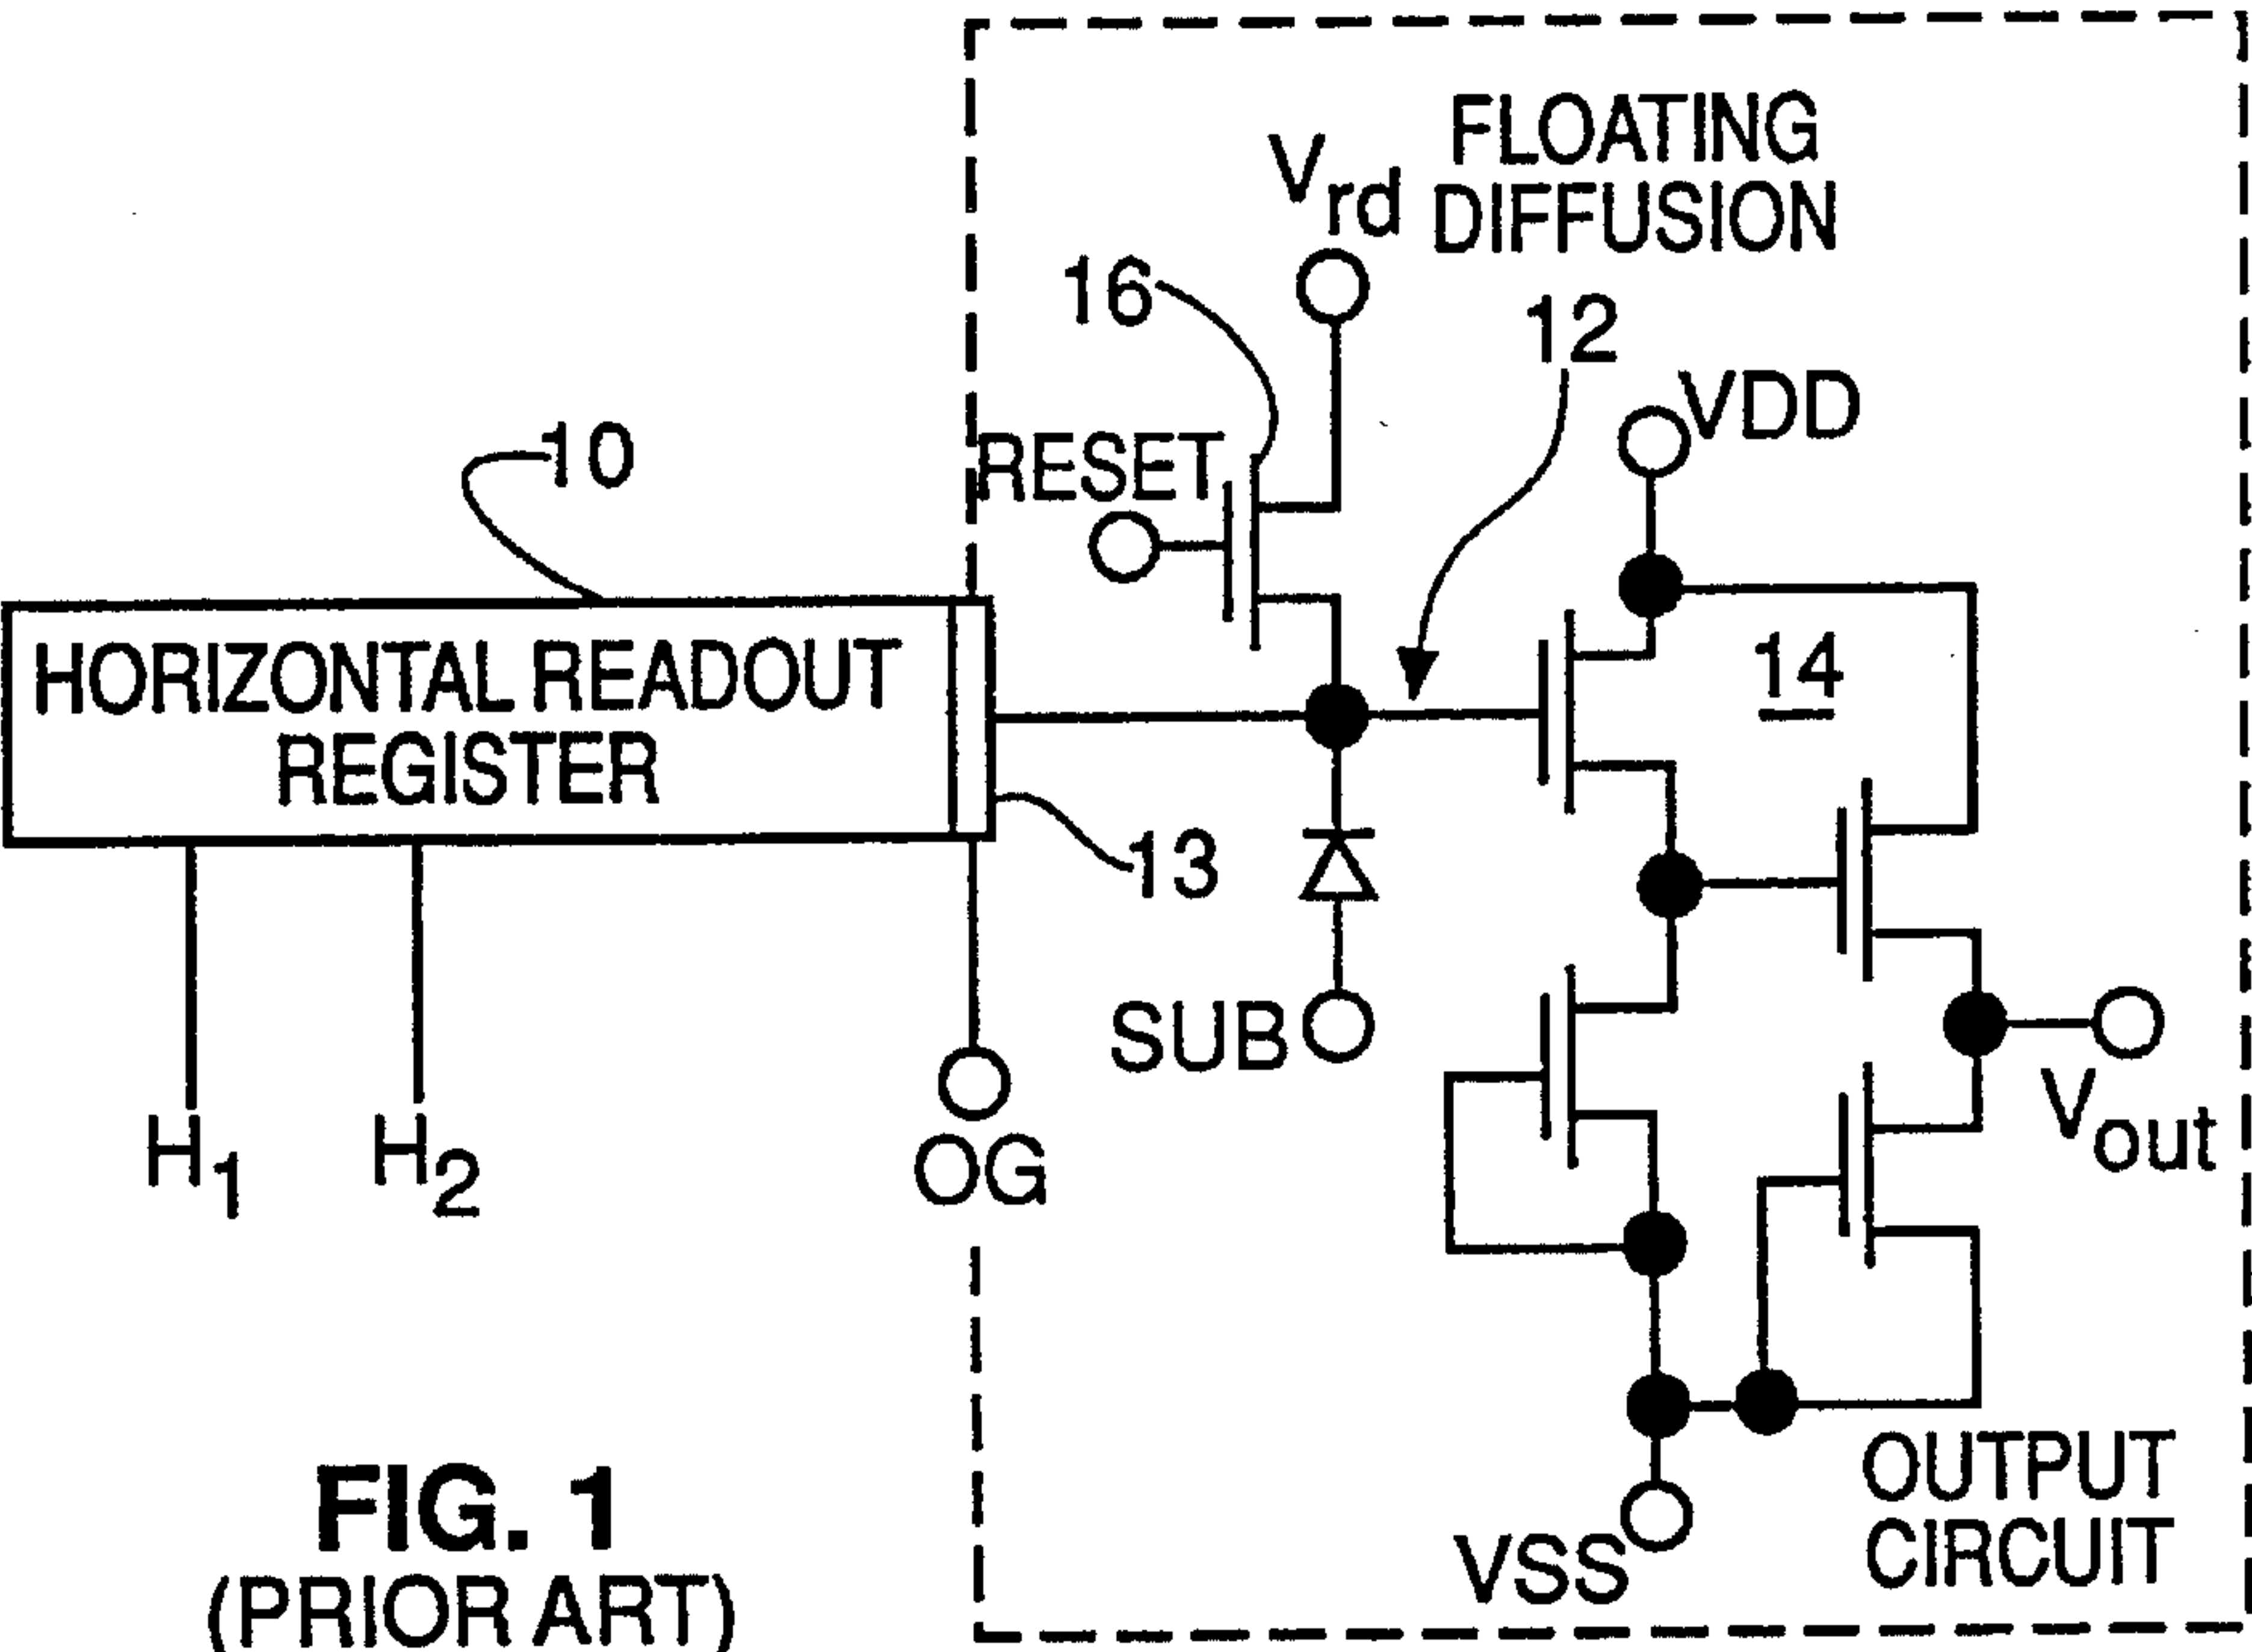 FLOATING
DIFFUSION
Vrd
16
12
VDD
10
RESET
14
HORIZONTAL READOUT
REGISTER
13
SUB
H1
H2
OG
Vout
OUTPUT
CIRCUIT
VSS
FIG. 1
(PRIOR ART)